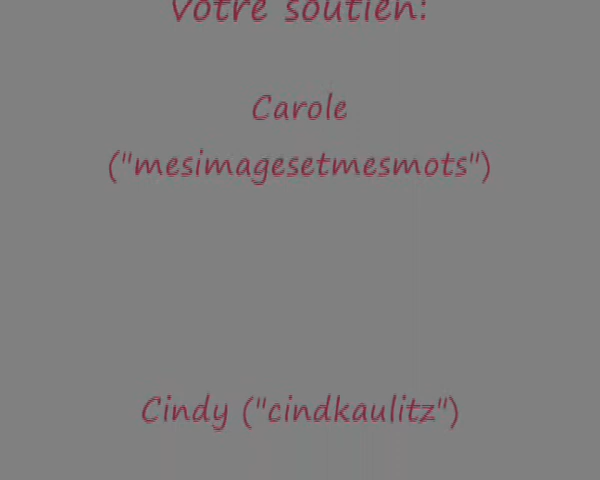 votre soutien:
Carole
("mesimagesetmesmots")
Cindy ("cindkaulitz")